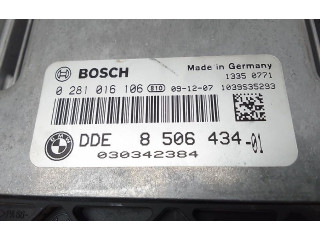 BOSCH
Made in Germany
1335 0771
0 281 016 106 E10 09-12-07 1039S35293
DDE 8 506 434-01
030342384